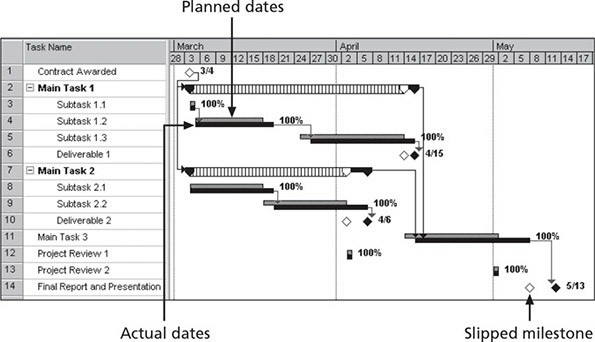 Planned dates
Task Name March April May
28 3 6 9 12 15 18 21 24 27 30 2 5 8 11 14 17 20 23 26 29 2 5 8 11 14 17
1 Contract Awarded 3/4
2 Main Task 1
3 Subtask 1.1 100%
4 Subtask 1.2 100%
5 Subtask 1.3 100%
6 Deliverable 1 4/15
7 Main Task 2
8 Subtask 2.1 100%
9 Subtask 2.2 100%
10 Deliverable 2 4/6
11 Main Task 3 100%
12 Project Review 1 100%
13 Project Review 2 100%
14 Final Report and Presentation 5/13
Actual dates Slipped milestone